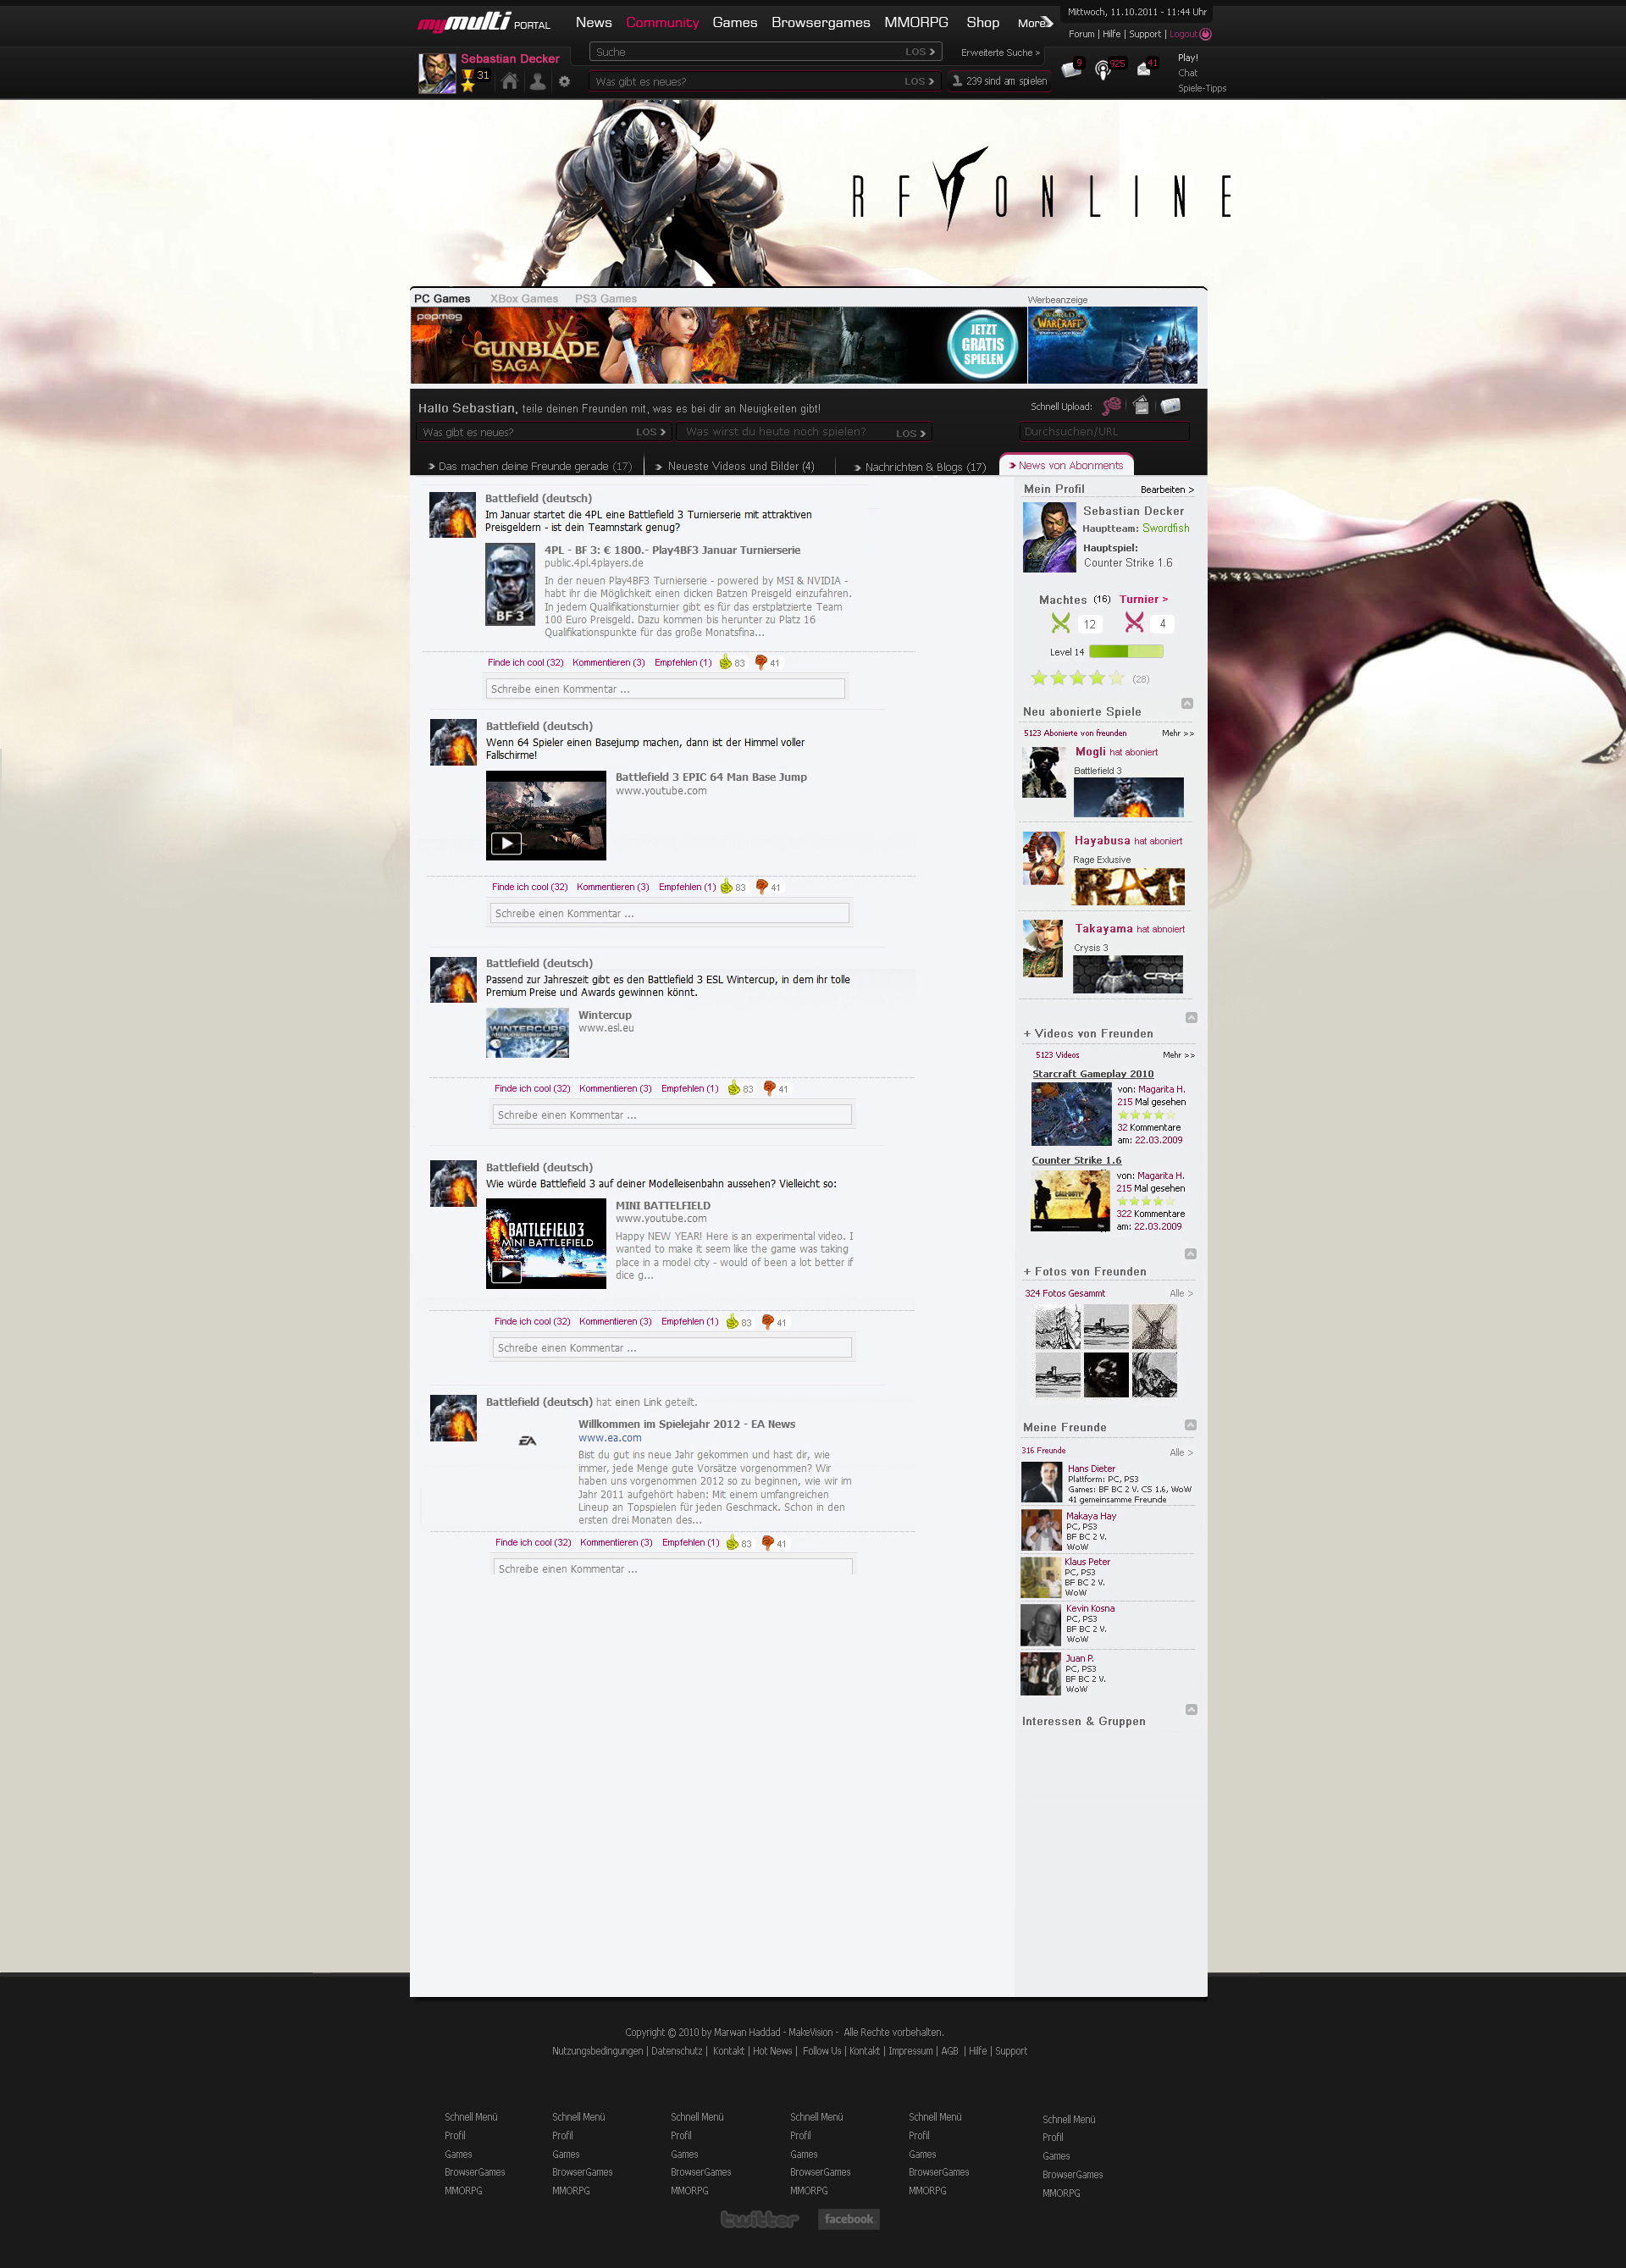 mymulti PORTAL
News Community Games Browsergames MMORPG Shop More
Mittwoch, 11.10.2011 - 11:44 Uhr
Forum | Hilfe | Support | Logout
Suche LOS
Erweiterte Suche >
Sebastian Decker
31
Was gibt es neues? LOS
239 sind am spielen
9
925
41
Play!
Chat
Spiele-Tipps
RF ONLINE
PC Games XBox Games PS3 Games
Werbeanzeige
popmog
GUNBLADE
SAGA
JETZT
GRATIS
SPIELEN
WORLD
WARCRAFT
Hallo Sebastian, teile deinen Freunden mit, was es bei dir an Neuigkeiten gibt!
Schnell Upload:
Was gibt es neues? LOS
Was wirst du heute noch spielen? LOS
Durchsuchen/URL
Das machen deine Freunde gerade (17)
Neueste Videos und Bilder (4)
Nachrichten & Blogs (17)
News von Abonments
Battlefield (deutsch)
Im Januar startet die 4PL eine Battlefield 3 Turnierserie mit attraktiven
Preisgeldern - ist dein Teamstark genug?
BF 3
4PL - BF 3: € 1800.- Play4BF3 Januar Turnierserie
public.4pl.4players.de
In der neuen Play4BF3 Turnierserie - powered by MSI & NVIDIA -
habt ihr die Möglichkeit einen dicken Batzen Preisgeld einzufahren.
In jedem Qualifikationsturnier gibt es für das erstplatzierte Team
100 Euro Preisgeld. Dazu kommen bis herunter zu Platz 16
Qualifikationspunkte für das große Monatsfina...
Finde ich cool (32) Kommentieren (3) Empfehlen (1) 83 41
Schreibe einen Kommentar ...
Battlefield (deutsch)
Wenn 64 Spieler einen Basejump machen, dann ist der Himmel voller
Fallschirme!
Battlefield 3 EPIC 64 Man Base Jump
www.youtube.com
Finde ich cool (32) Kommentieren (3) Empfehlen (1) 83 41
Schreibe einen Kommentar ...
Battlefield (deutsch)
Passend zur Jahreszeit gibt es den Battlefield 3 ESL Wintercup, in dem ihr tolle
Premium Preise und Awards gewinnen könnt.
WINTERCUPS
Wintercup
www.esl.eu
Finde ich cool (32) Kommentieren (3) Empfehlen (1) 83 41
Schreibe einen Kommentar ...
Battlefield (deutsch)
Wie würde Battlefield 3 auf deiner Modelleisenbahn aussehen? Vielleicht so:
BATTLEFIELD 3
MINI BATTLEFIELD
MINI BATTELFIELD
www.youtube.com
Happy NEW YEAR! Here is an experimental video. I
wanted to make it seem like the game was taking
place in a model city - would of been a lot better if
dice g...
Finde ich cool (32) Kommentieren (3) Empfehlen (1) 83 41
Schreibe einen Kommentar ...
Battlefield (deutsch) hat einen Link geteilt.
EA
Willkommen im Spielejahr 2012 - EA News
www.ea.com
Bist du gut ins neue Jahr gekommen und hast dir, wie
immer, jede Menge gute Vorsätze vorgenommen? Wir
haben uns vorgenommen 2012 so zu beginnen, wie wir im
Jahr 2011 aufgehört haben: Mit einem umfangreichen
Lineup an Topspielen für jeden Geschmack. Schon in den
ersten drei Monaten des...
Finde ich cool (32) Kommentieren (3) Empfehlen (1) 83 41
Schreibe einen Kommentar ...
Mein Profil Bearbeiten >
Sebastian Decker
Hauptteam: Swordfish
Hauptspiel:
Counter Strike 1.6
Machtes (16) Turnier >
12 4
Level 14
(28)
Neu abonierte Spiele
5123 Abonierte von freunden Mehr >>
Mogli hat aboniert
Battlefield 3
Hayabusa hat aboniert
Rage Exlusive
Takayama hat abnoiert
Crysis 3
CRYS
+ Videos von Freunden
5123 Videos Mehr >>
Starcraft Gameplay 2010
von: Magarita H.
215 Mal gesehen
32 Kommentare
am: 22.03.2009
Counter Strike 1.6
CALL OF DUTY
von: Magarita H.
215 Mal gesehen
322 Kommentare
am: 22.03.2009
+ Fotos von Freunden
324 Fotos Gesammt Alle >
Meine Freunde
316 Freunde Alle >
Hans Dieter
Plattform: PC, PS3
Games: BF BC 2 V. CS 1.6, WoW
41 gemeinsamme Freunde
Makaya Hay
PC, PS3
BF BC 2 V.
WoW
Klaus Peter
PC, PS3
BF BC 2 V.
WoW
Kevin Kosna
PC, PS3
BF BC 2 V.
WoW
Juan P.
PC, PS3
BF BC 2 V.
WoW
Interessen & Gruppen
Copyright © 2010 by Marwan Haddad - MakeVision - Alle Rechte vorbehalten.
Nutzungsbedingungen | Datenschutz | Kontakt | Hot News | Follow Us | Kontakt | Impressum | AGB | Hilfe | Support
Schnell Menü Schnell Menü Schnell Menü Schnell Menü Schnell Menü Schnell Menü
Profil Profil Profil Profil Profil Profil
Games Games Games Games Games Games
BrowserGames BrowserGames BrowserGames BrowserGames BrowserGames BrowserGames
MMORPG MMORPG MMORPG MMORPG MMORPG MMORPG
twitter facebook